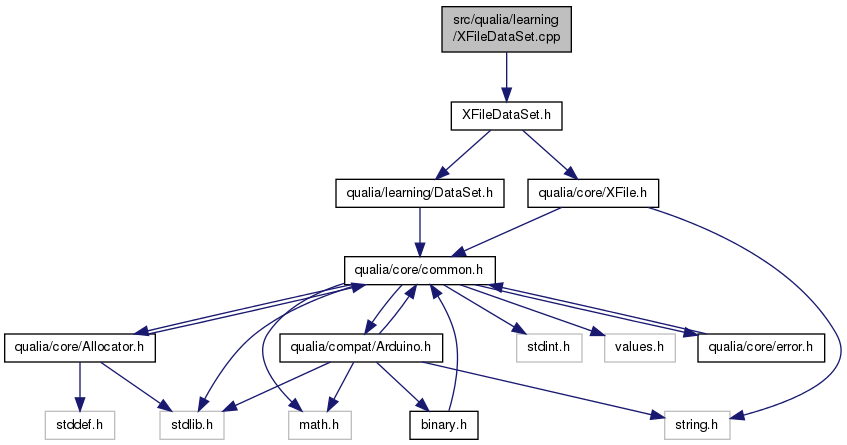 src/qualia/learning
/XFileDataSet.cpp
XFileDataSet.h
qualia/learning/DataSet.h
qualia/core/XFile.h
qualia/core/common.h
qualia/core/Allocator.h
qualia/compat/Arduino.h
stdint.h
values.h
qualia/core/error.h
stddef.h
stdlib.h
math.h
binary.h
string.h